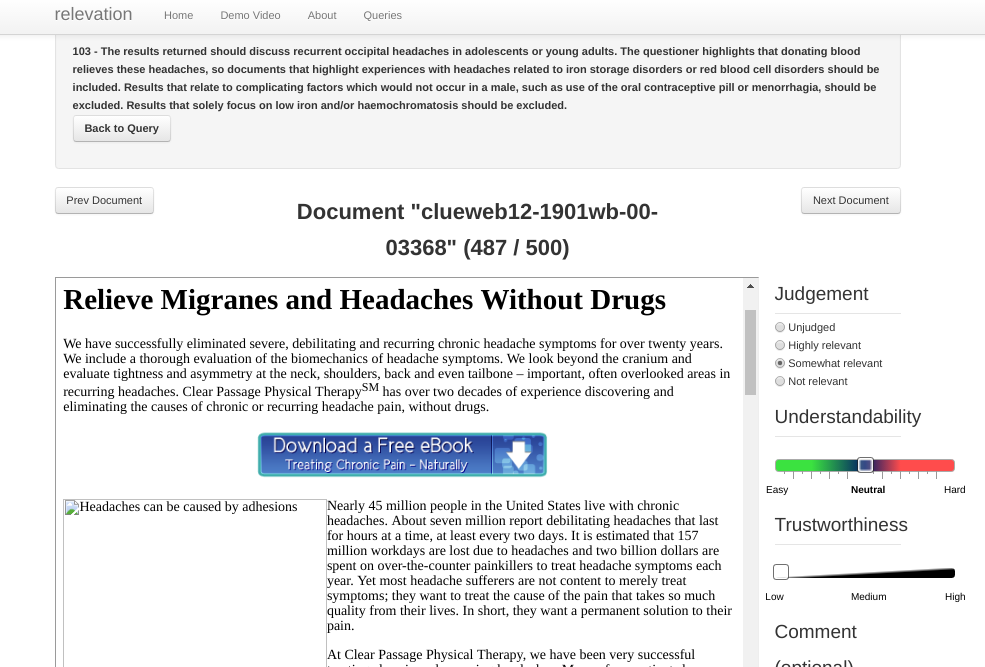 relevation Home Demo Video About Queries
103 - The results returned should discuss recurrent occipital headaches in adolescents or young adults. The questioner highlights that donating blood
relieves these headaches, so documents that highlight experiences with headaches related to iron storage disorders or red blood cell disorders should be
included. Results that relate to complicating factors which would not occur in a male, such as use of the oral contraceptive pill or menorrhagia, should be
excluded. Results that solely focus on low iron and/or haemochromatosis should be excluded.
Back to Query
Prev Document
Document "clueweb12-1901wb-00-
03368" (487 / 500)
Next Document
Relieve Migranes and Headaches Without Drugs
We have successfully eliminated severe, debilitating and recurring chronic headache symptoms for over twenty years.
We include a thorough evaluation of the biomechanics of headache symptoms. We look beyond the cranium and
evaluate tightness and asymmetry at the neck, shoulders, back and even tailbone – important, often overlooked areas in
recurring headaches. Clear Passage Physical TherapySM has over two decades of experience discovering and
eliminating the causes of chronic or recurring headache pain, without drugs.
Download a Free eBook
Treating Chronic Pain – Naturally
Headaches can be caused by adhesions
Nearly 45 million people in the United States live with chronic
headaches. About seven million report debilitating headaches that last
for hours at a time, at least every two days. It is estimated that 157
million workdays are lost due to headaches and two billion dollars are
spent on over-the-counter painkillers to treat headache symptoms each
year. Yet most headache sufferers are not content to merely treat
symptoms; they want to treat the cause of the pain that takes so much
quality from their lives. In short, they want a permanent solution to their
pain.
At Clear Passage Physical Therapy, we have been very successful
Judgement
Unjudged
Highly relevant
Somewhat relevant
Not relevant
Understandability
Easy Neutral Hard
Trustworthiness
Low Medium High
Comment
(optional)